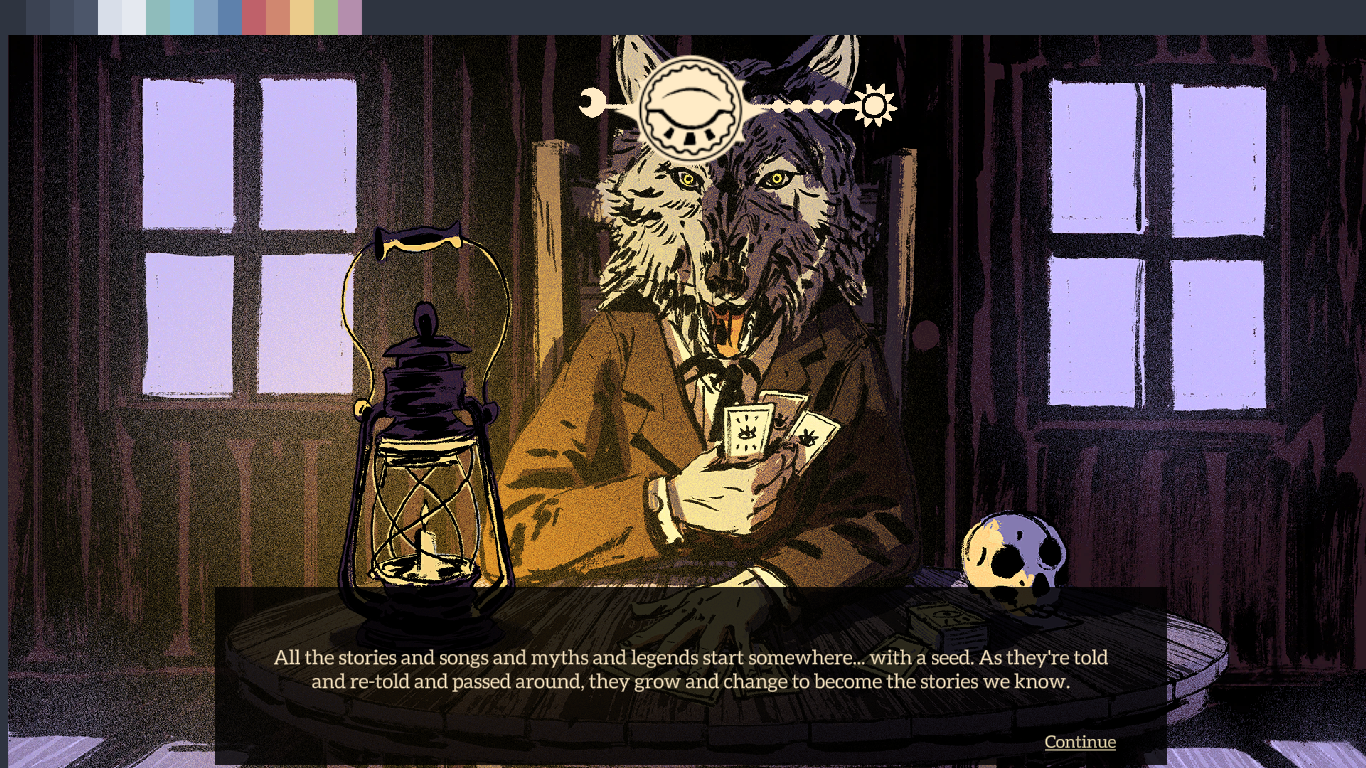 All the stories and songs and myths and legends start somewhere... with a seed. As they're told
and re-told and passed around, they grow and change to become the stories we know.
Continue